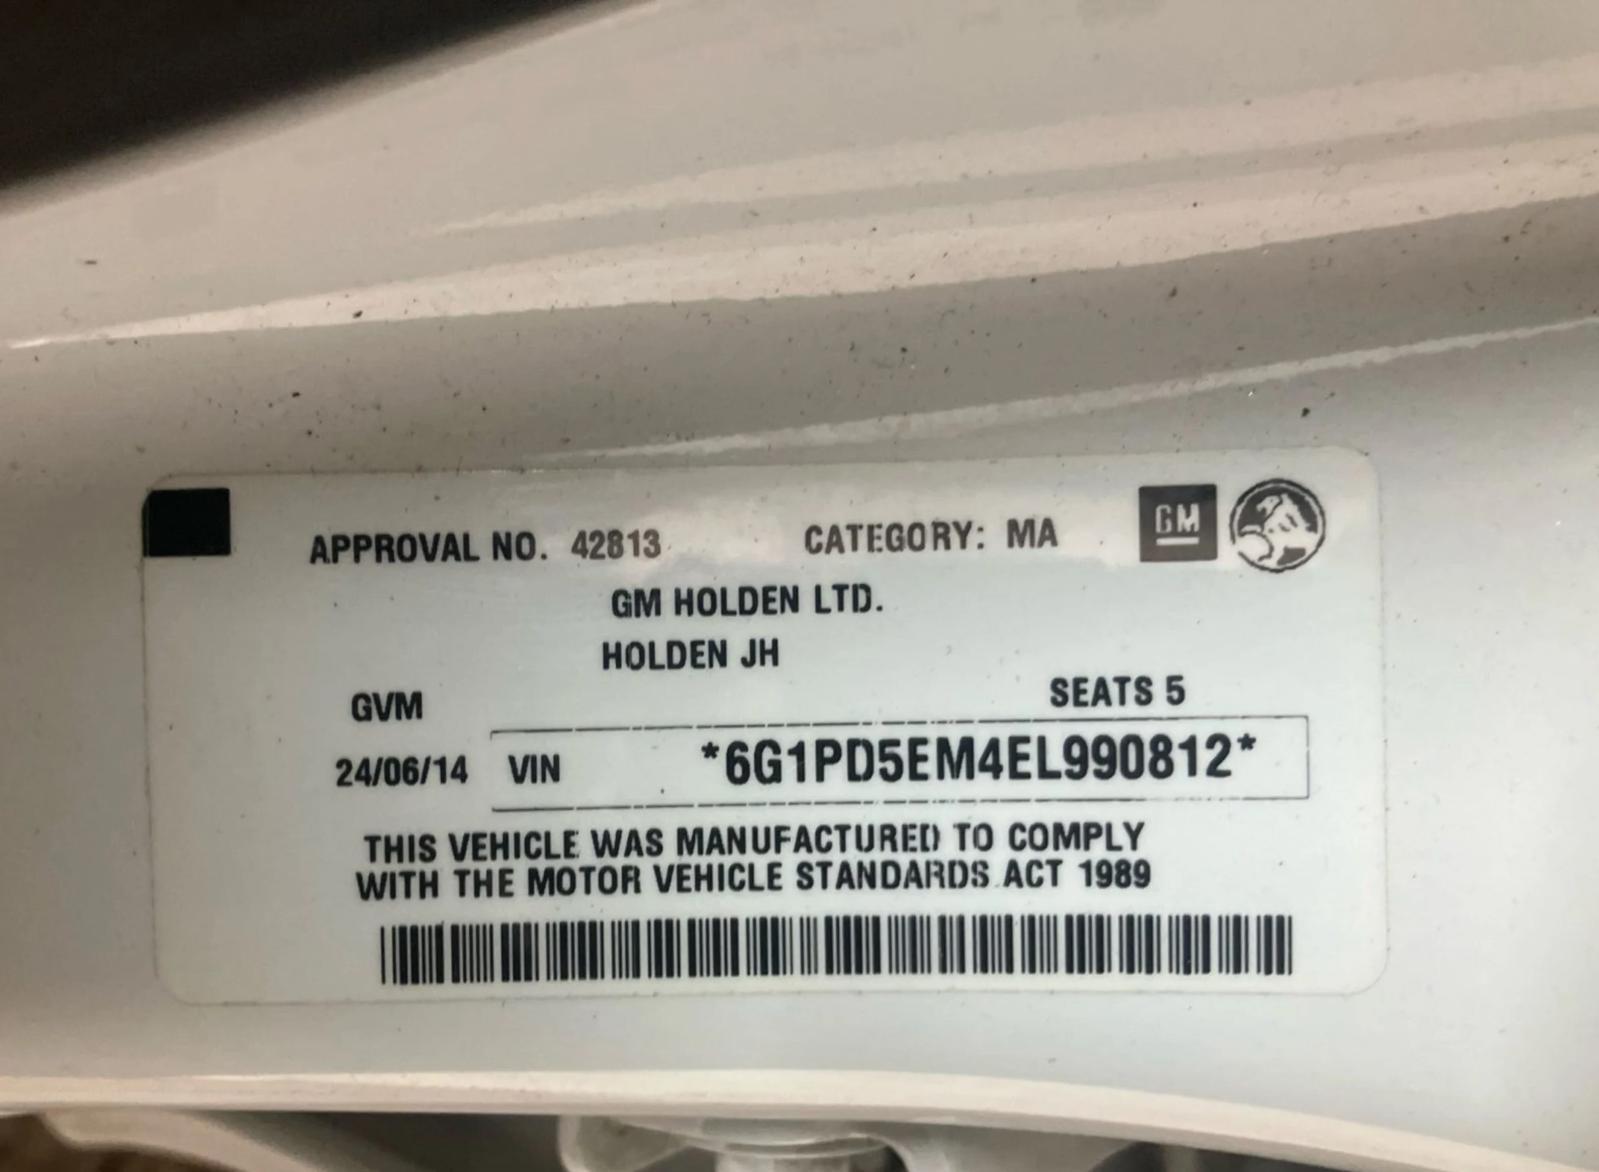 APPROVAL NO. 42813 CATEGORY: MA GM
GM HOLDEN LTD.
HOLDEN JH
GVM SEATS 5
24/06/14 VIN *6G1PD5EM4EL990812*
THIS VEHICLE WAS MANUFACTURED TO COMPLY
WITH THE MOTOR VEHICLE STANDARDS ACT 1989